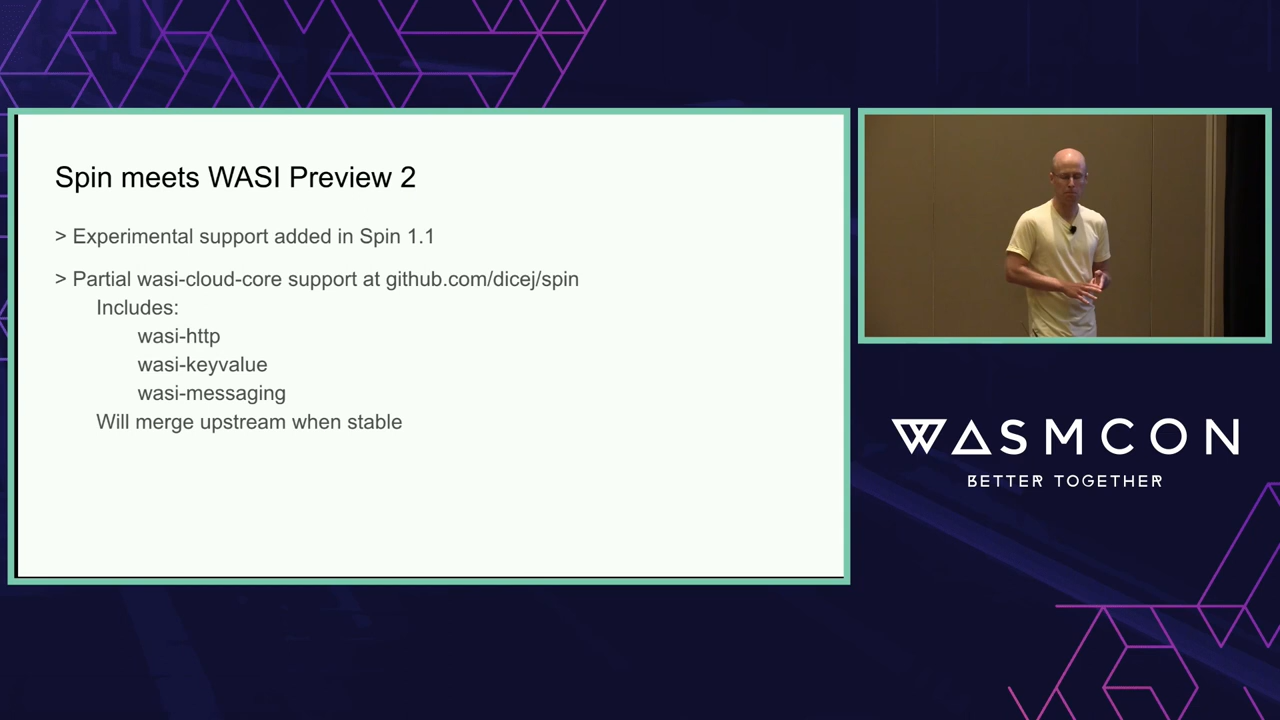 Spin meets WASI Preview 2
> Experimental support added in Spin 1.1
> Partial wasi-cloud-core support at github.com/dicej/spin
Includes:
wasi-http
wasi-keyvalue
wasi-messaging
Will merge upstream when stable
WASMCON
BETTER TOGETHER